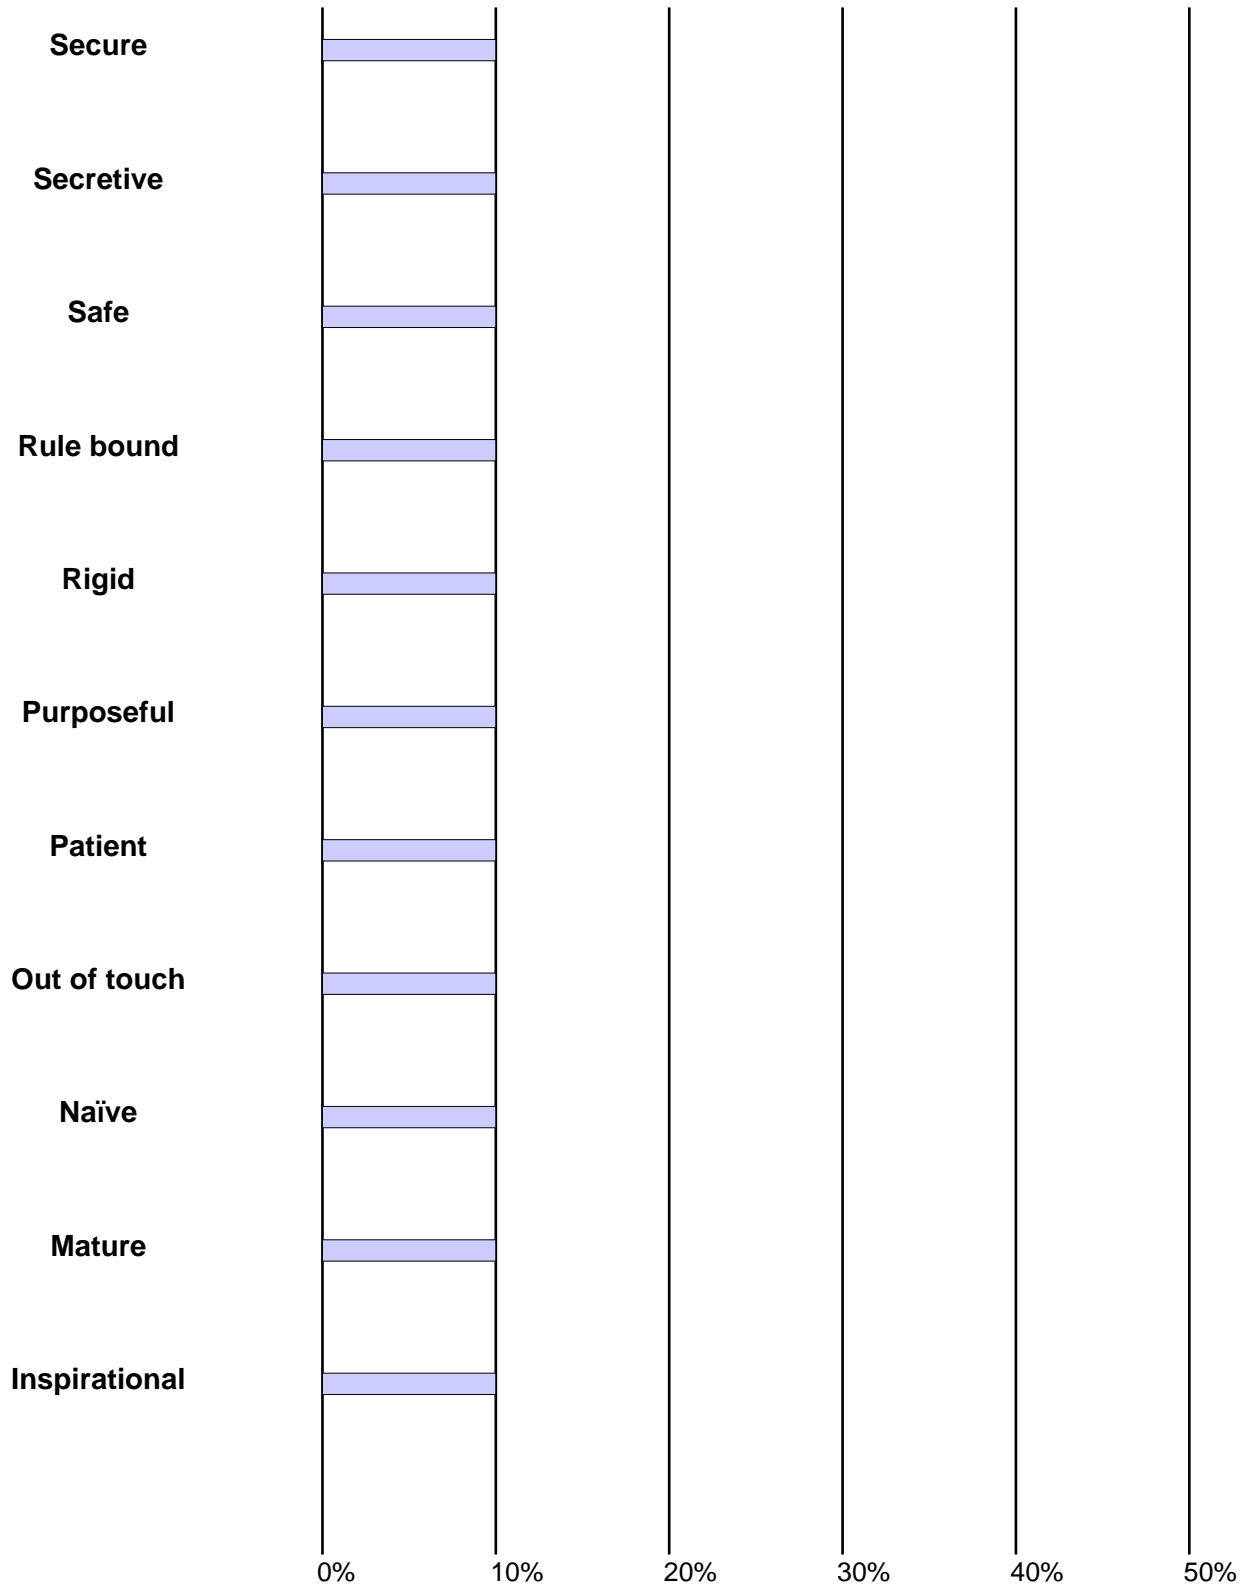 Secure
Secretive
Safe
Rule bound
Rigid
Purposeful
Patient
Out of touch
Naïve
Mature
Inspirational
0% 10% 20% 30% 40% 50%